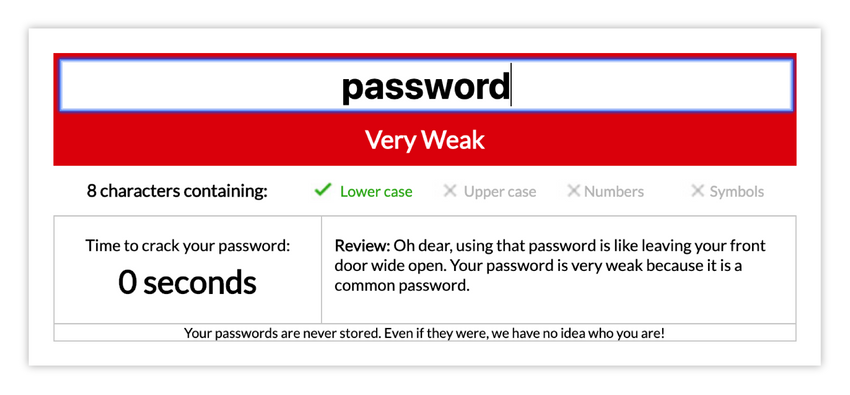 password
Very Weak
8 characters containing: Lower case Upper case Numbers Symbols
Time to crack your password:
0 seconds
Review: Oh dear, using that password is like leaving your front
door wide open. Your password is very weak because it is a
common password.
Your passwords are never stored. Even if they were, we have no idea who you are!